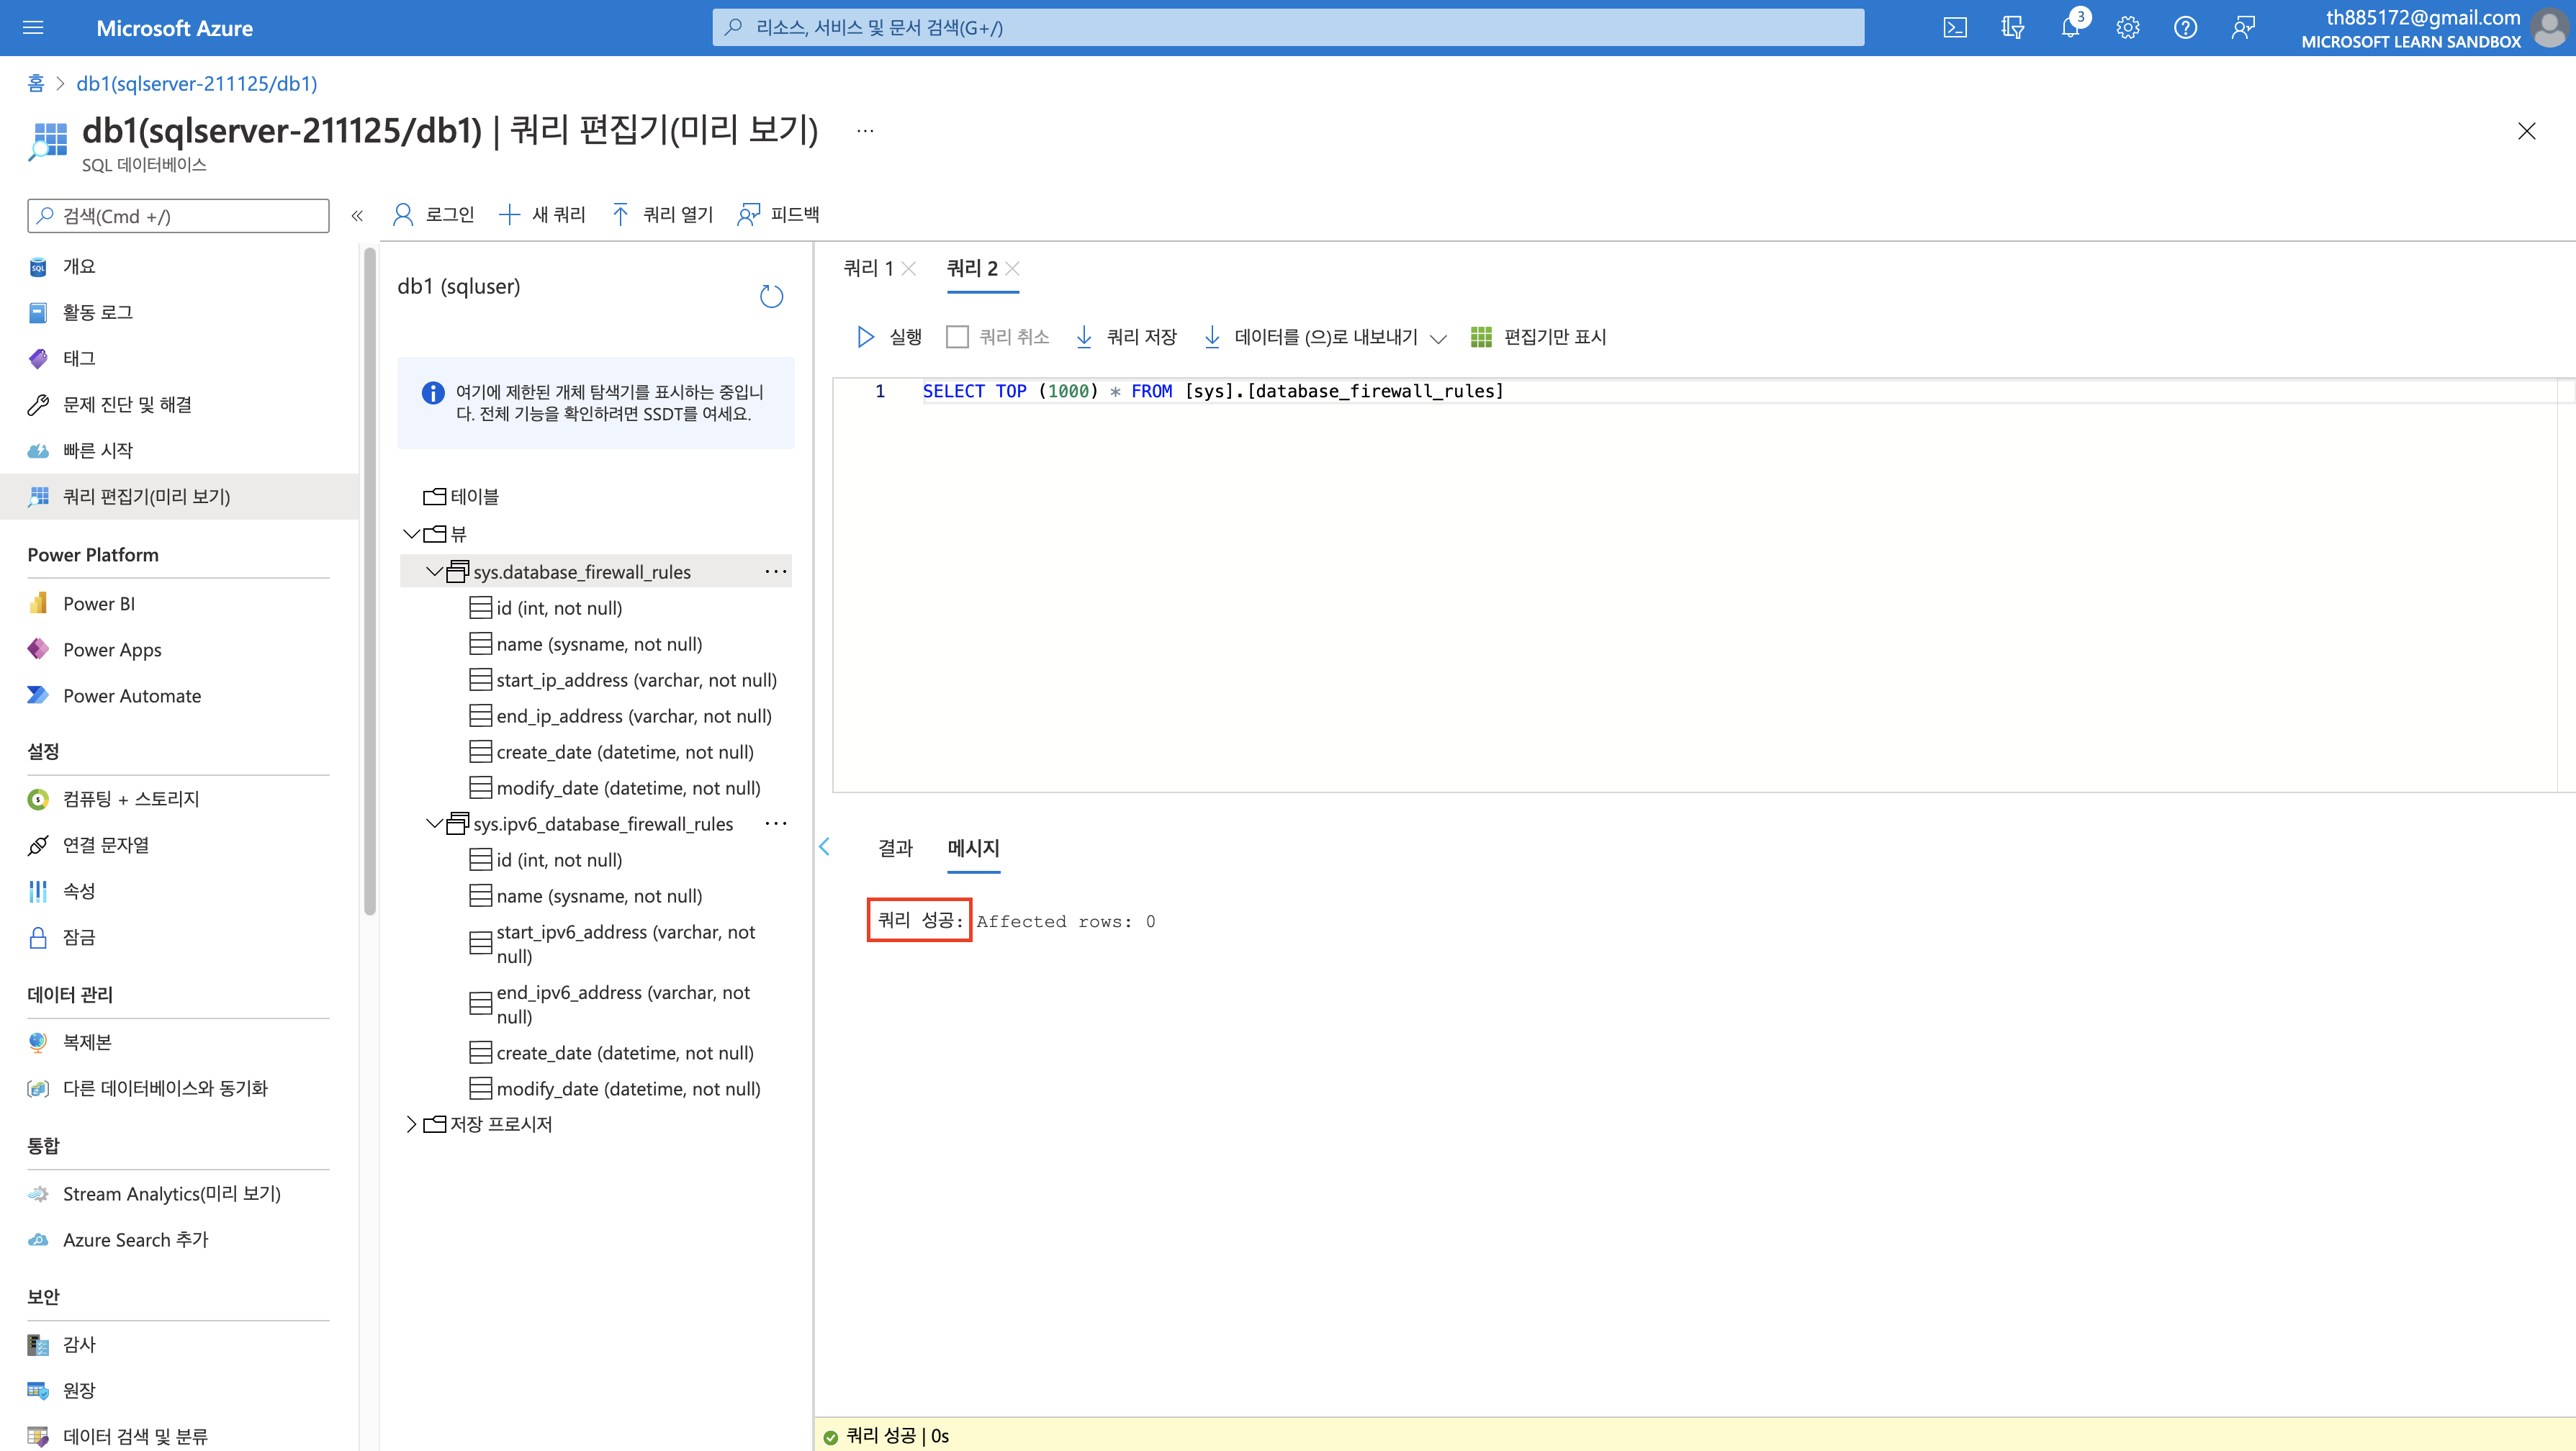 Microsoft Azure
리소스, 서비스 및 문서 검색(G+/)
3
th885172@gmail.com
MICROSOFT LEARN SANDBOX
홈 > db1(sqlserver-211125/db1)
db1(sqlserver-211125/db1) | 쿼리 편집기(미리 보기) ...
SQL 데이터베이스
검색(Cmd +/)
«
로그인
새 쿼리
쿼리 열기
피드백
개요
활동 로그
태그
문제 진단 및 해결
빠른 시작
쿼리 편집기(미리 보기)
Power Platform
Power BI
Power Apps
Power Automate
설정
컴퓨팅 + 스토리지
연결 문자열
속성
잠금
데이터 관리
복제본
다른 데이터베이스와 동기화
통합
Stream Analytics(미리 보기)
Azure Search 추가
보안
감사
원장
데이터 검색 및 분류
db1 (sqluser)
여기에 제한된 개체 탐색기를 표시하는 중입니
다. 전체 기능을 확인하려면 SSDT를 여세요.
테이블
뷰
sys.database_firewall_rules ...
id (int, not null)
name (sysname, not null)
start_ip_address (varchar, not null)
end_ip_address (varchar, not null)
create_date (datetime, not null)
modify_date (datetime, not null)
sys.ipv6_database_firewall_rules ...
id (int, not null)
name (sysname, not null)
start_ipv6_address (varchar, not
null)
end_ipv6_address (varchar, not
null)
create_date (datetime, not null)
modify_date (datetime, not null)
저장 프로시저
쿼리 1
쿼리 2
실행
쿼리 취소
쿼리 저장
데이터를 (으)로 내보내기
편집기만 표시
1 SELECT TOP (1000) * FROM [sys].[database_firewall_rules]
결과
메시지
쿼리 성공: Affected rows: 0
쿼리 성공 | 0s